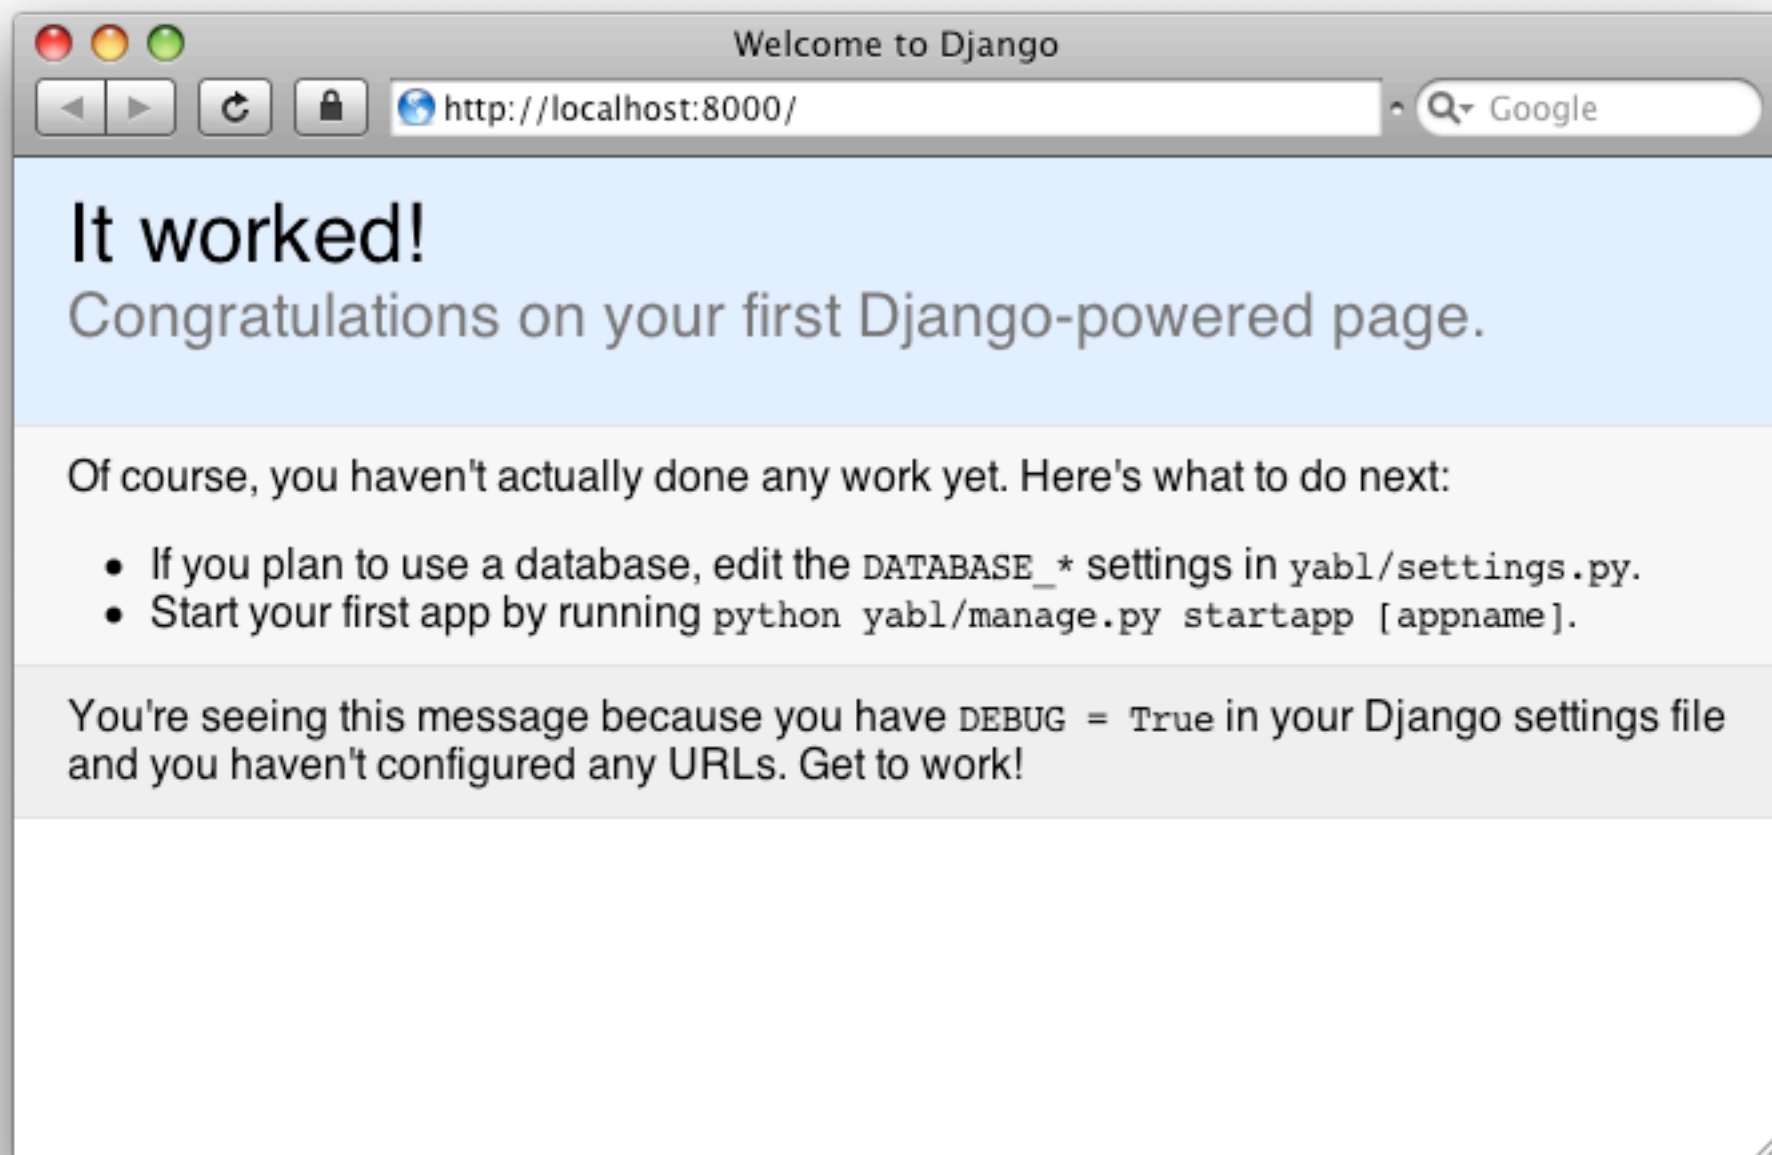 Welcome to Django
http://localhost:8000/
Google
It worked!
Congratulations on your first Django-powered page.
Of course, you haven't actually done any work yet. Here's what to do next:
• If you plan to use a database, edit the DATABASE_* settings in yabl/settings.py.
• Start your first app by running python yabl/manage.py startapp [appname].
You're seeing this message because you have DEBUG = True in your Django settings file
and you haven't configured any URLs. Get to work!